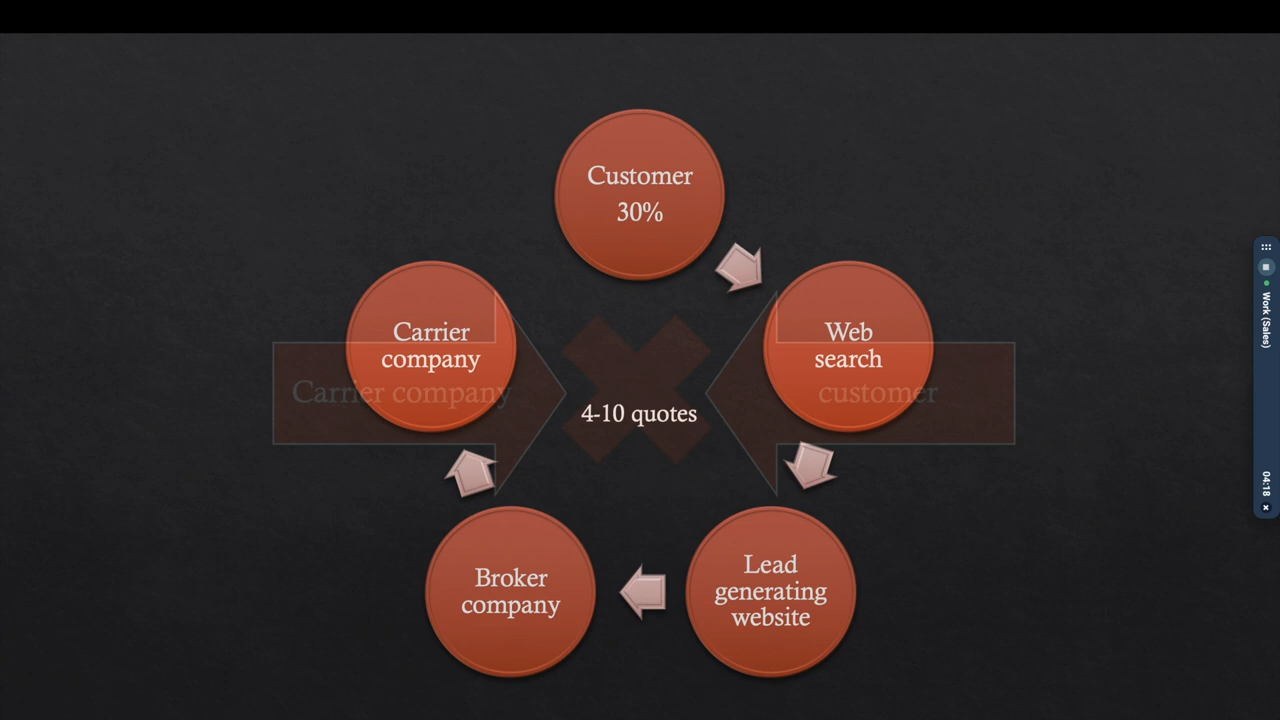 Customer
30%
Carrier
company
Web
search
Carrier company
customer
4-10 quotes
Broker
company
Lead
generating
website
Work (Sales)
04:18